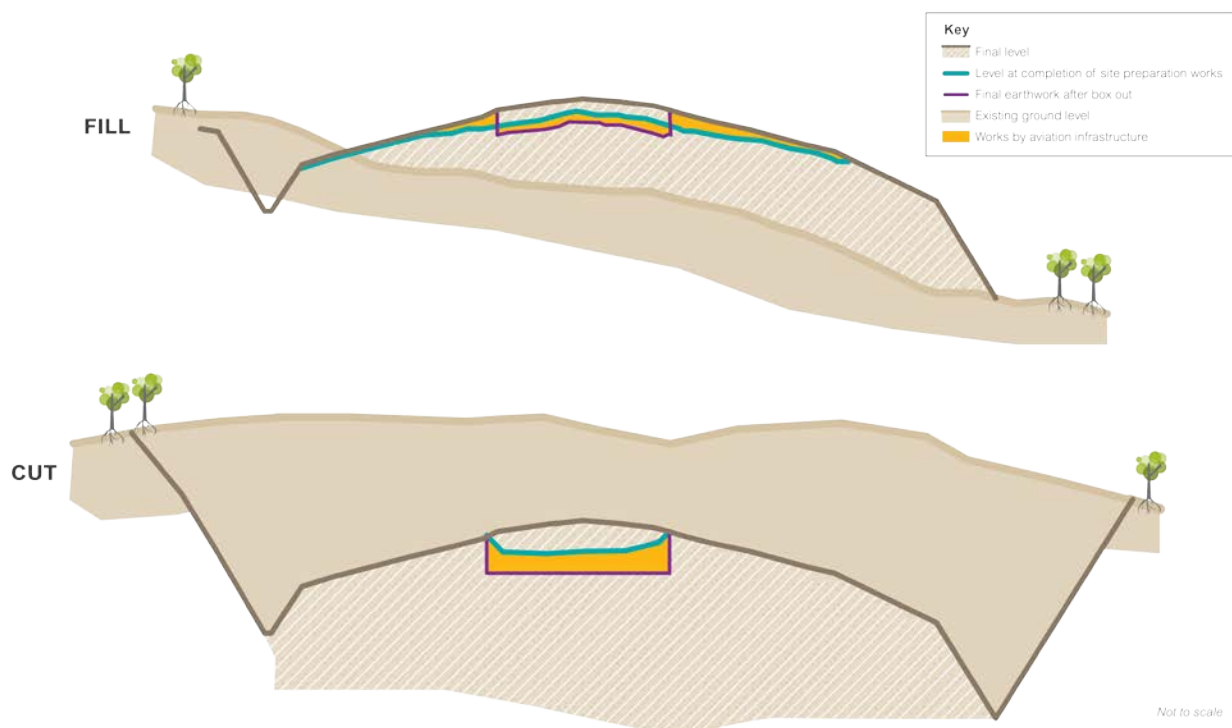 Key
Final level
Level at completion of site preparation works
Final earthwork after box out
Existing ground level
Works by aviation infrastructure
FILL
CUT
Not to scale